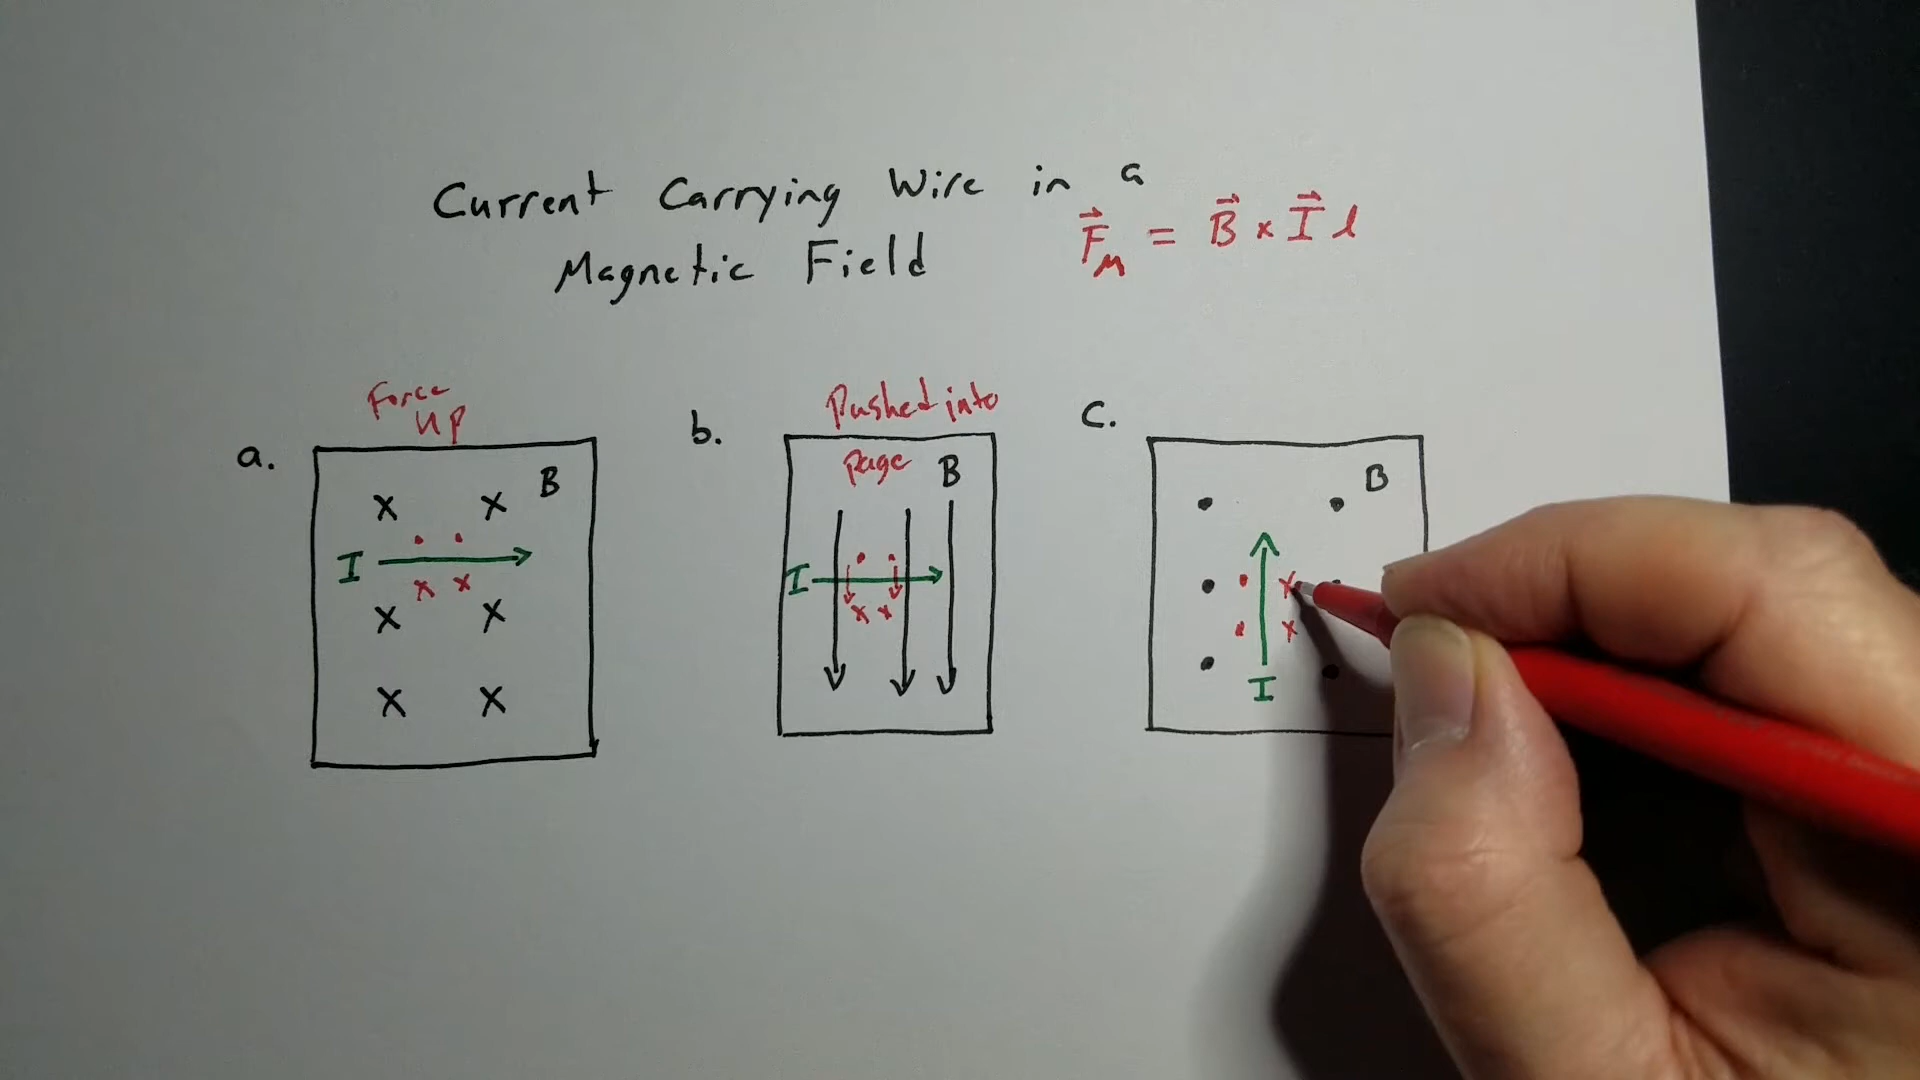 Current Carrying Wire in a
Magnetic Field
F_M = B × I l
Force
UP
a.
B
X X
I
x x
X X
X X
Pushed into
page
b.
B
I
x x
c.
B
x
x
I